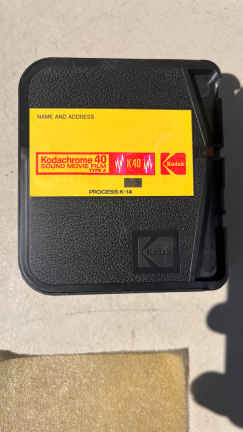 NAME AND ADDRESS
Kodachrome 40
SOUND MOVIE FILM
TYPE A
K40
Kodak
PROCESS K-14